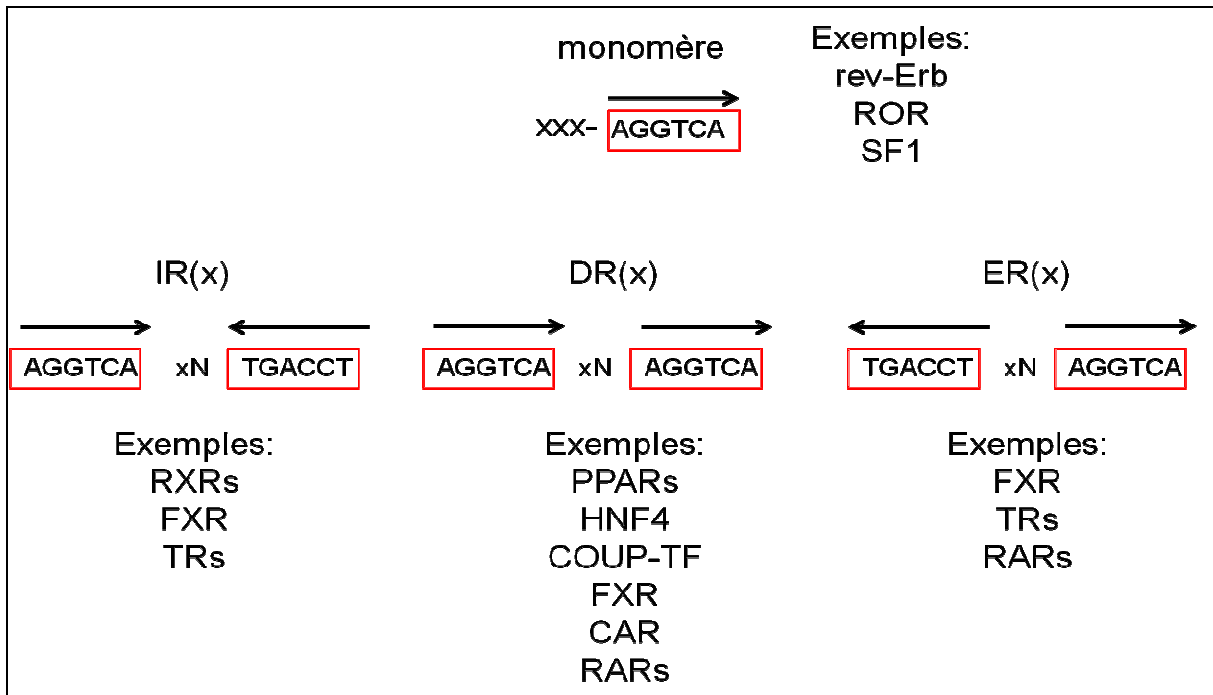 monomère
xxx- AGGTCA
Exemples:
rev-Erb
ROR
SF1
IR(x)
AGGTCA xN TGACCT
Exemples:
RXRs
FXR
TRs
DR(x)
AGGTCA xN AGGTCA
Exemples:
PPARs
HNF4
COUP-TF
FXR
CAR
RARs
ER(x)
TGACCT xN AGGTCA
Exemples:
FXR
TRs
RARs